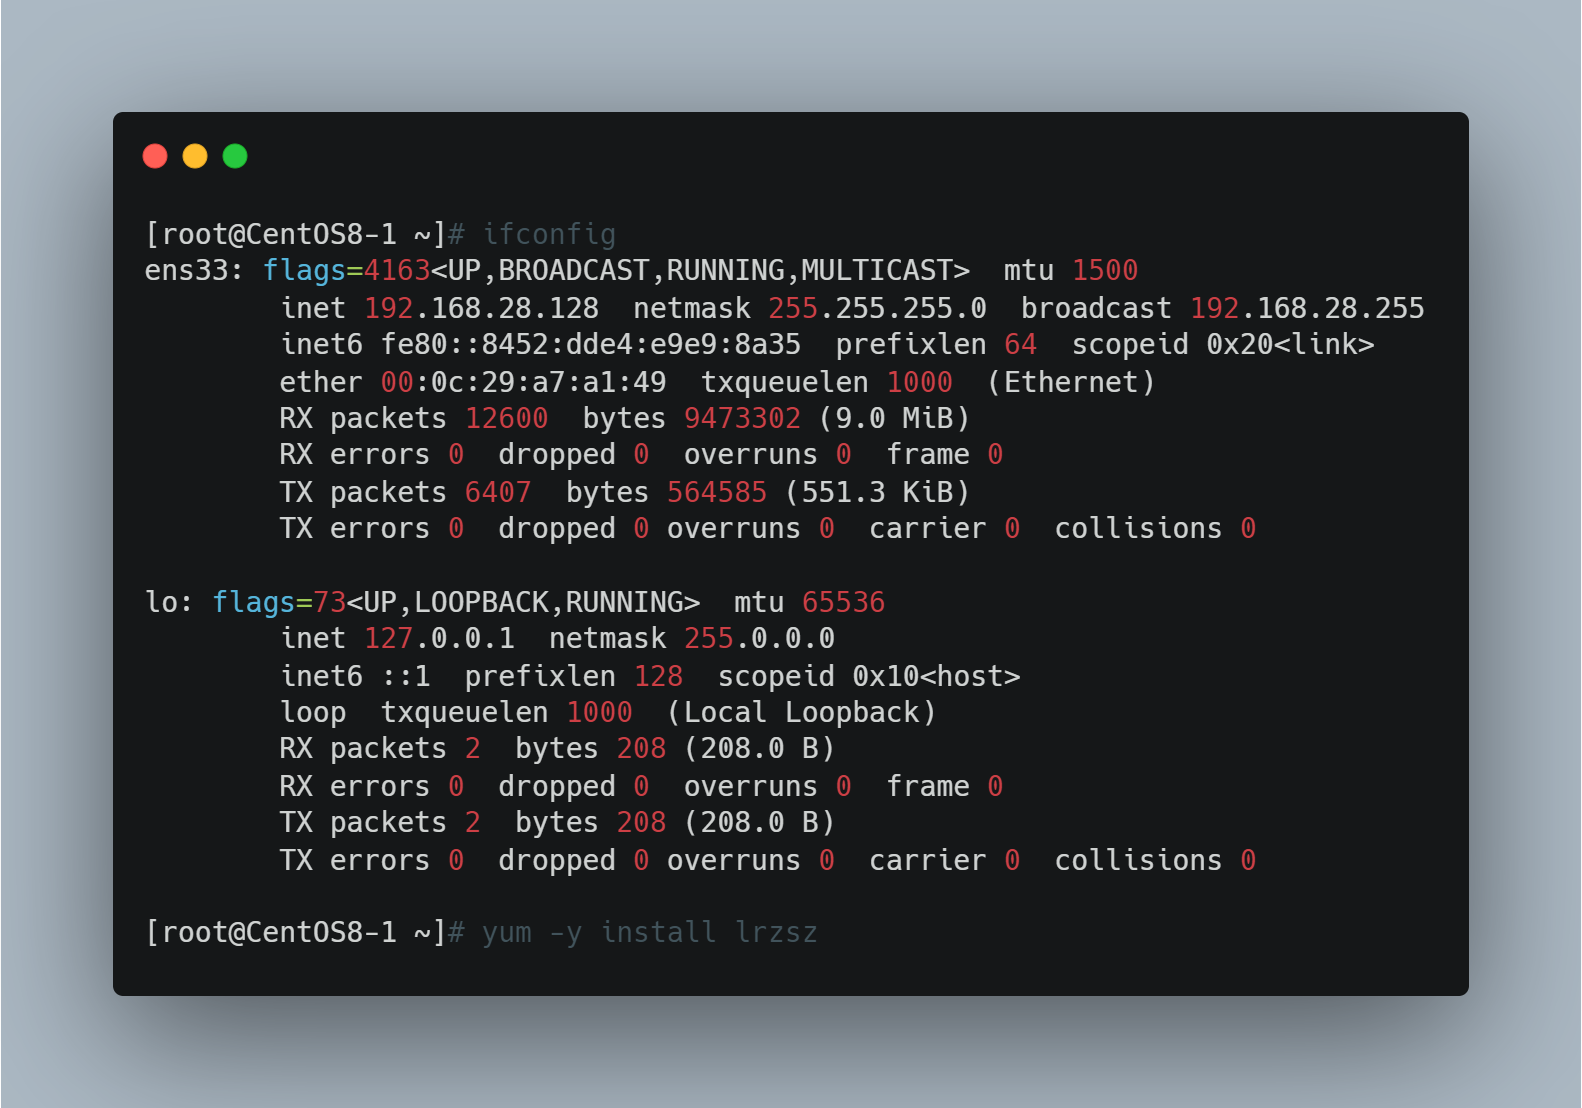 [root@CentOS8-1 ~]# ifconfig
ens33: flags=4163<UP,BROADCAST,RUNNING,MULTICAST>  mtu 1500
        inet 192.168.28.128  netmask 255.255.255.0  broadcast 192.168.28.255
        inet6 fe80::8452:dde4:e9e9:8a35  prefixlen 64  scopeid 0x20<link>
        ether 00:0c:29:a7:a1:49  txqueuelen 1000  (Ethernet)
        RX packets 12600  bytes 9473302 (9.0 MiB)
        RX errors 0  dropped 0  overruns 0  frame 0
        TX packets 6407  bytes 564585 (551.3 KiB)
        TX errors 0  dropped 0 overruns 0  carrier 0  collisions 0

lo: flags=73<UP,LOOPBACK,RUNNING>  mtu 65536
        inet 127.0.0.1  netmask 255.0.0.0
        inet6 ::1  prefixlen 128  scopeid 0x10<host>
        loop  txqueuelen 1000  (Local Loopback)
        RX packets 2  bytes 208 (208.0 B)
        RX errors 0  dropped 0  overruns 0  frame 0
        TX packets 2  bytes 208 (208.0 B)
        TX errors 0  dropped 0 overruns 0  carrier 0  collisions 0

[root@CentOS8-1 ~]# yum -y install lrzsz